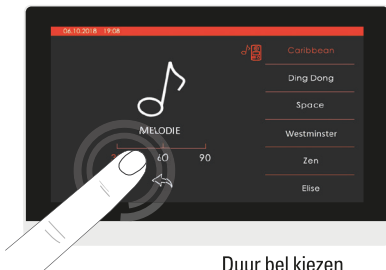 06.10.2018 19:08
Caribbean
Ding Dong
Space
MELODIE
Westminster
60 90
Zen
Elise
Duur bel kiezen